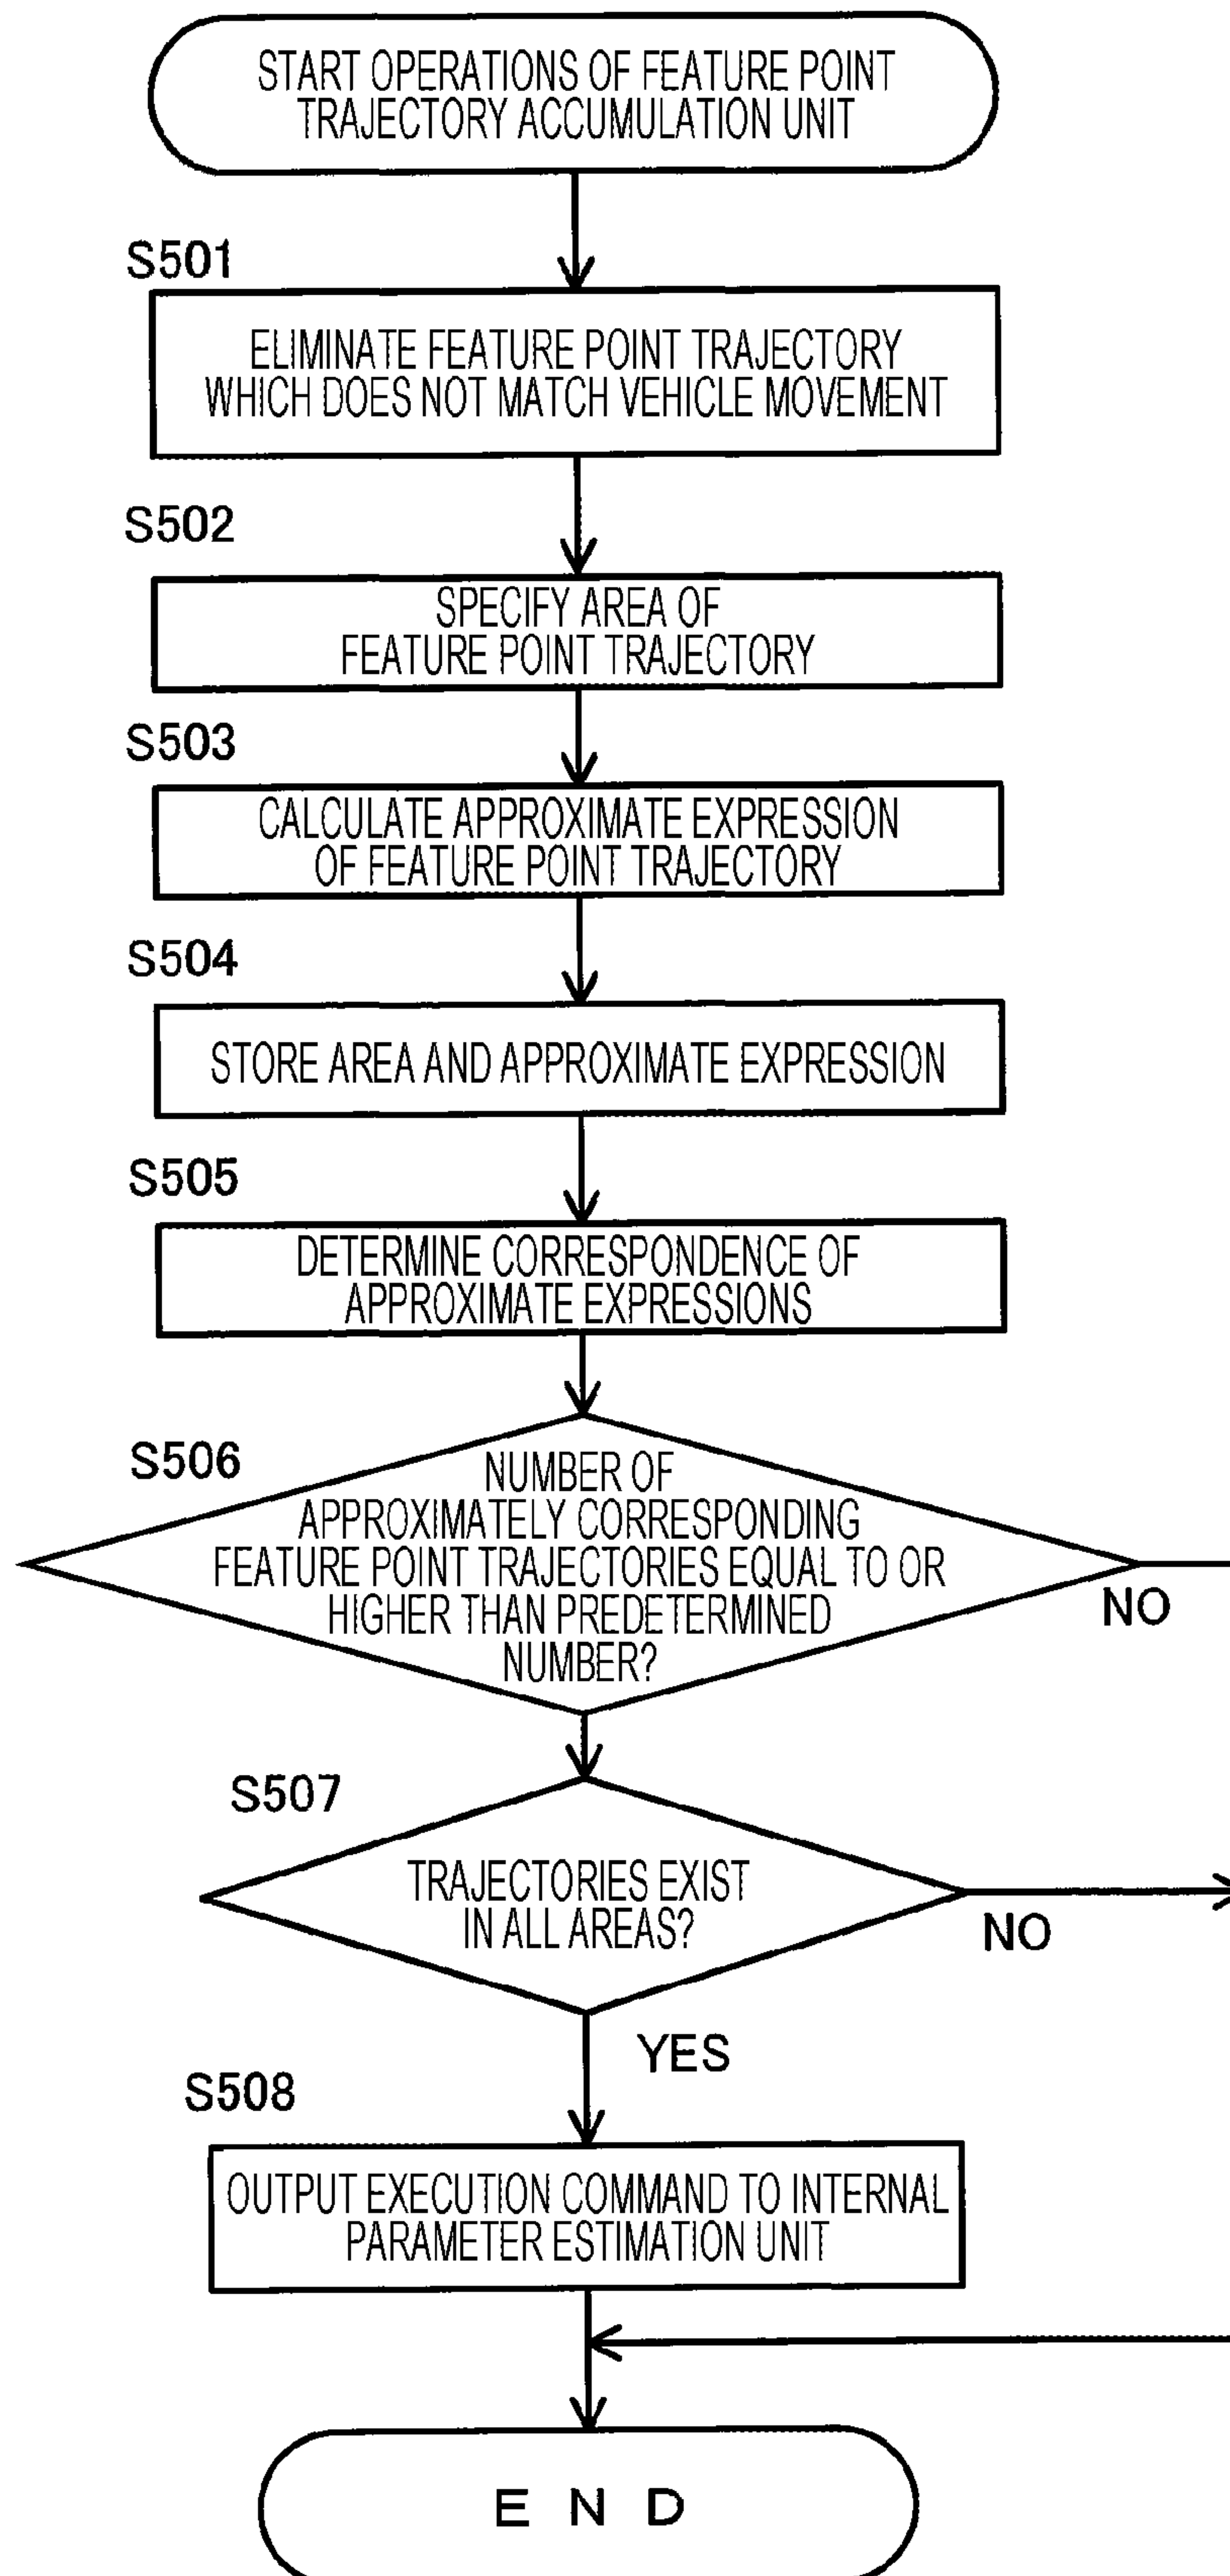 START OPERATIONS OF FEATURE POINT
TRAJECTORY ACCUMULATION UNIT
S501
ELIMINATE FEATURE POINT TRAJECTORY
WHICH DOES NOT MATCH VEHICLE MOVEMENT
S502
SPECIFY AREA OF
FEATURE POINT TRAJECTORY
S503
CALCULATE APPROXIMATE EXPRESSION
OF FEATURE POINT TRAJECTORY
S504
STORE AREA AND APPROXIMATE EXPRESSION
S505
DETERMINE CORRESPONDENCE OF
APPROXIMATE EXPRESSIONS
S506
NUMBER OF
APPROXIMATELY CORRESPONDING
FEATURE POINT TRAJECTORIES EQUAL TO OR
HIGHER THAN PREDETERMINED
NUMBER?
NO
S507
TRAJECTORIES EXIST
IN ALL AREAS?
NO
YES
S508
OUTPUT EXECUTION COMMAND TO INTERNAL
PARAMETER ESTIMATION UNIT
END